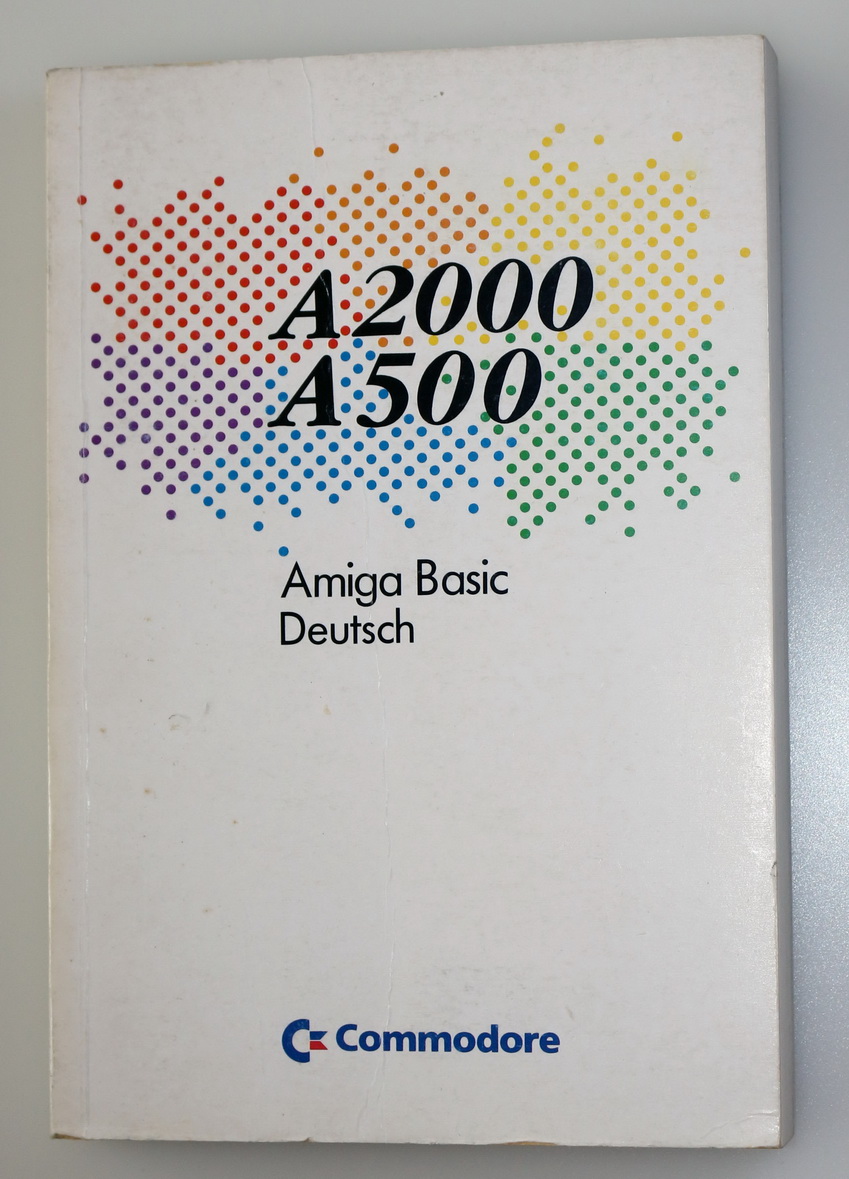 A2000
A500
Amiga Basic
Deutsch
Commodore